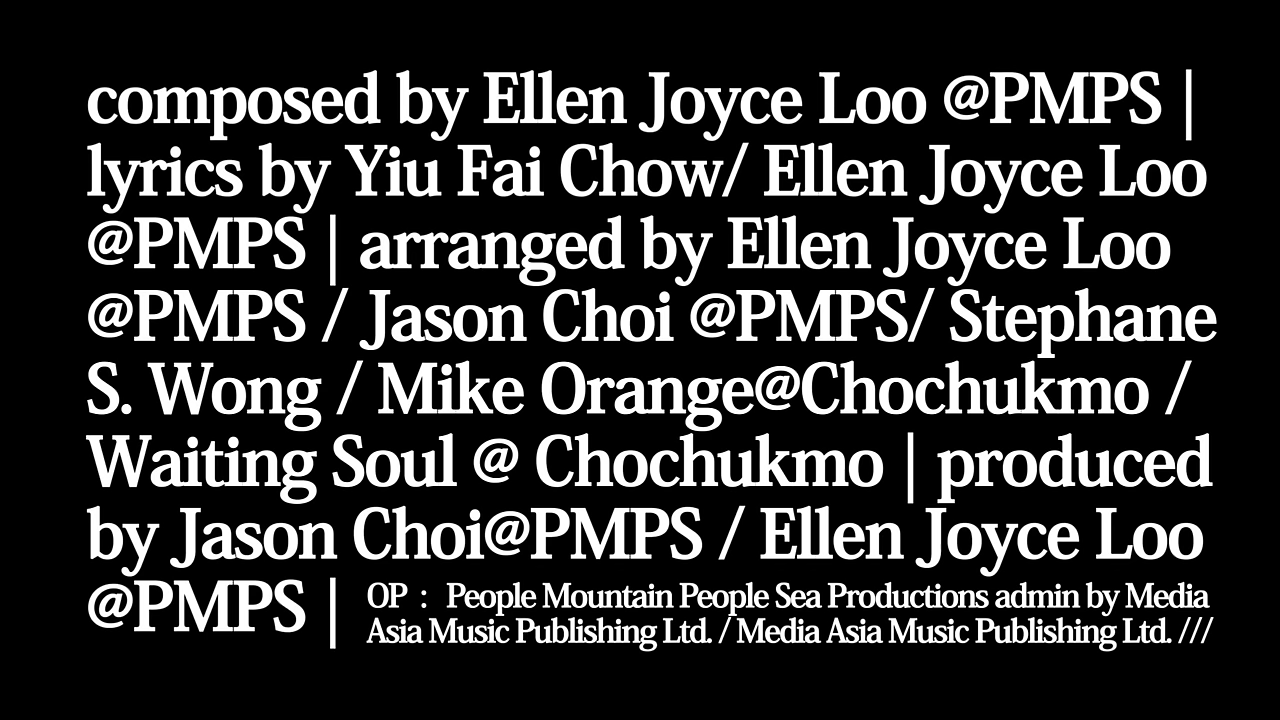 composed by Ellen Joyce Loo @PMPS |
lyrics by Yiu Fai Chow/ Ellen Joyce Loo
@PMPS | arranged by Ellen Joyce Loo
@PMPS / Jason Choi @PMPS/ Stephane
S. Wong / Mike Orange@Chochukmo /
Waiting Soul @ Chochukmo | produced
by Jason Choi@PMPS / Ellen Joyce Loo
@PMPS |
OP : People Mountain People Sea Productions admin by Media
Asia Music Publishing Ltd. / Media Asia Music Publishing Ltd. ///